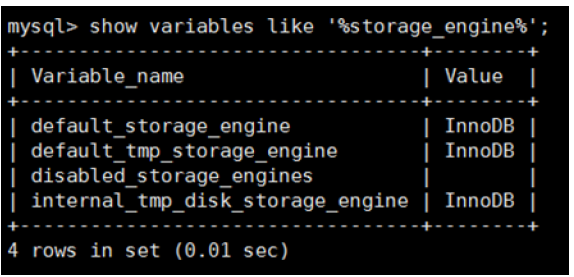 mysql> show variables like '%storage_engine%';
+----------------------------------+--------+
| Variable_name                    | Value  |
+----------------------------------+--------+
| default_storage_engine           | InnoDB |
| default_tmp_storage_engine       | InnoDB |
| disabled_storage_engines         |        |
| internal_tmp_disk_storage_engine | InnoDB |
+----------------------------------+--------+
4 rows in set (0.01 sec)